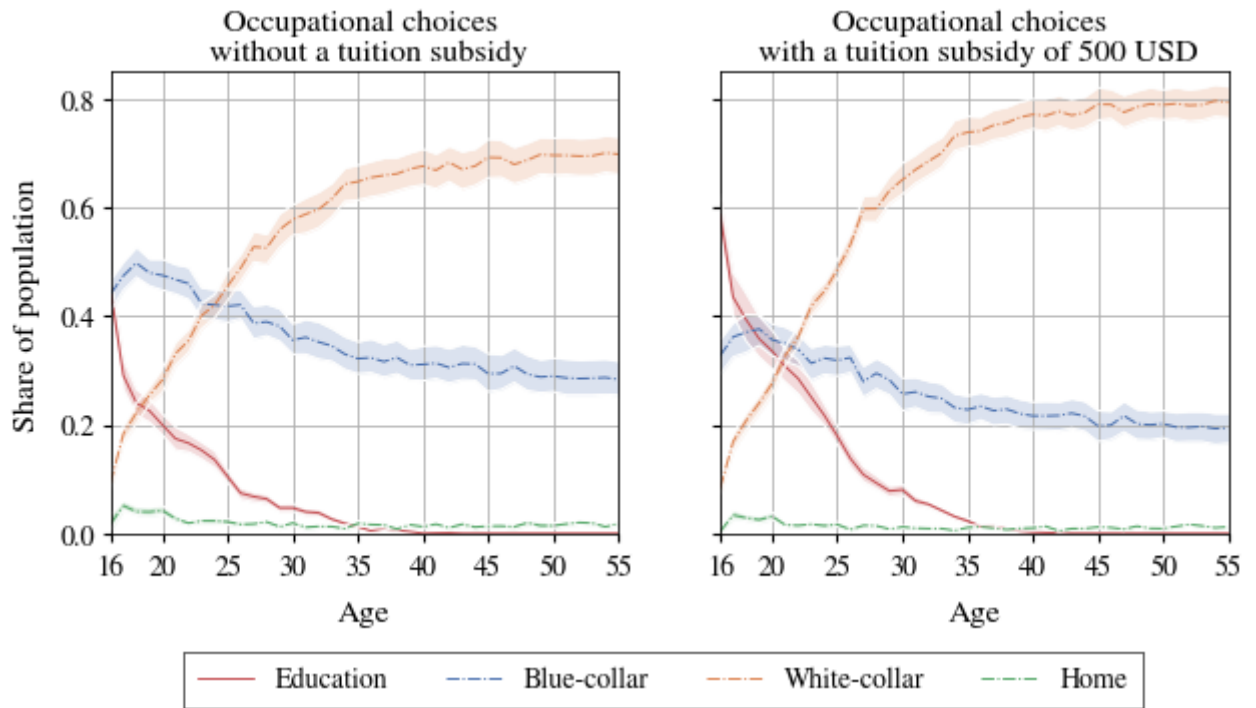 Occupational choices
without a tuition subsidy
Occupational choices
with a tuition subsidy of 500 USD
Share of population
0.8
0.6
0.4
0.2
0.0
16 20 25 30 35 40 45 50 55
16 20 25 30 35 40 45 50 55
Age
Age
Education Blue-collar White-collar Home